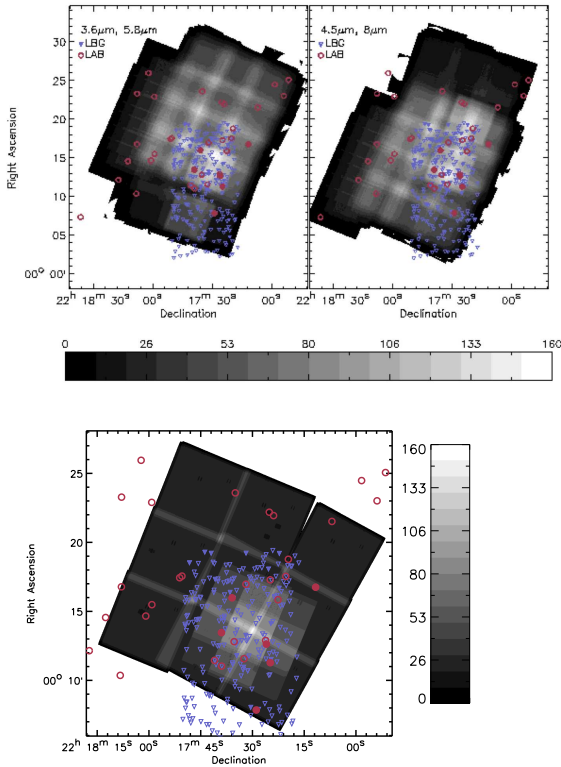 3.6μm, 5.8μm
LBG
LAB
4.5μm, 8μm
LBG
LAB
30
25
20
15
10
05
00° 00'
Right Ascension
22h 18m 30s 00s 17m 30s 00s 22h 18m 30s 00s 17m 30s 00s
Declination Declination
0 26 53 80 106 133 160
25
20
15
00° 10'
Right Ascension
22h 18m 15s 00s 17m 45s 30s 15s 00s
Declination
160
133
106
80
53
26
0